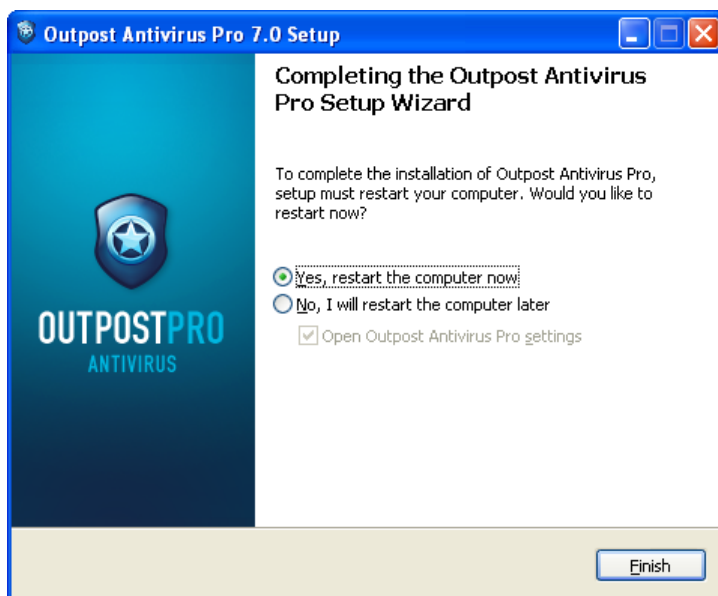 Outpost Antivirus Pro 7.0 Setup
Completing the Outpost Antivirus
Pro Setup Wizard
To complete the installation of Outpost Antivirus Pro,
setup must restart your computer. Would you like to
restart now?
Yes, restart the computer now
No, I will restart the computer later
Open Outpost Antivirus Pro settings
OUTPOSTPRO
ANTIVIRUS
Finish